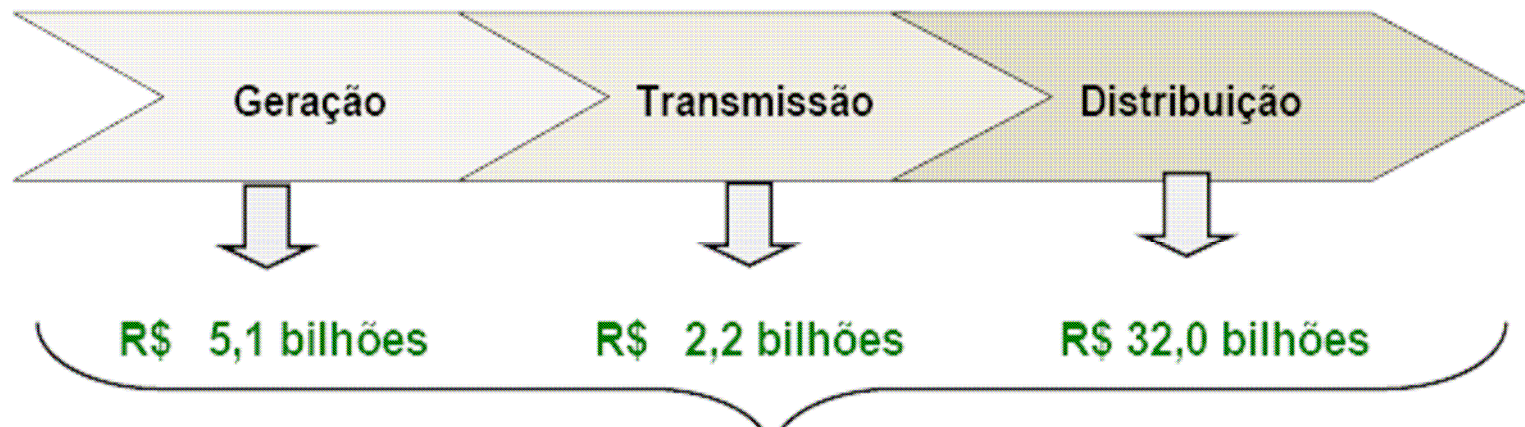 Geração Transmissão Distribuição
R$ 5,1 bilhões R$ 2,2 bilhões R$ 32,0 bilhões